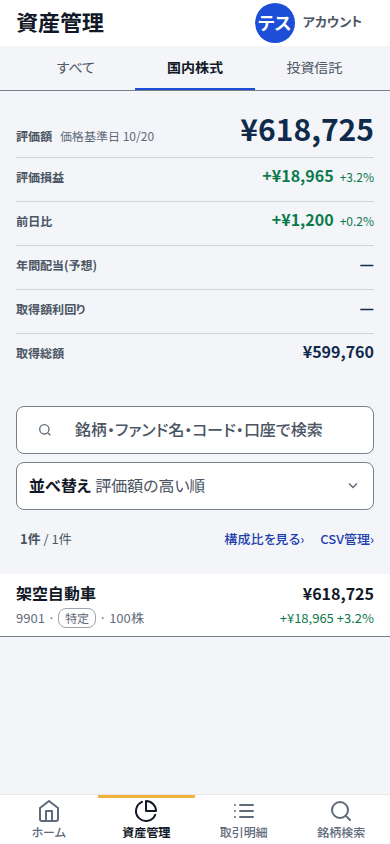 資産管理
テス アカウント
すべて 国内株式 投資信託
評価額 価格基準日 10/20 ¥618,725
評価損益 +¥18,965 +3.2%
前日比 +¥1,200 +0.2%
年間配当(予想) —
取得額利回り —
取得総額 ¥599,760
銘柄・ファンド名・コード・口座で検索
並べ替え 評価額の高い順
1件 / 1件 構成比を見る› CSV管理›
架空自動車 ¥618,725
9901 · 特定 · 100株 +¥18,965 +3.2%
ホーム 資産管理 取引明細 銘柄検索